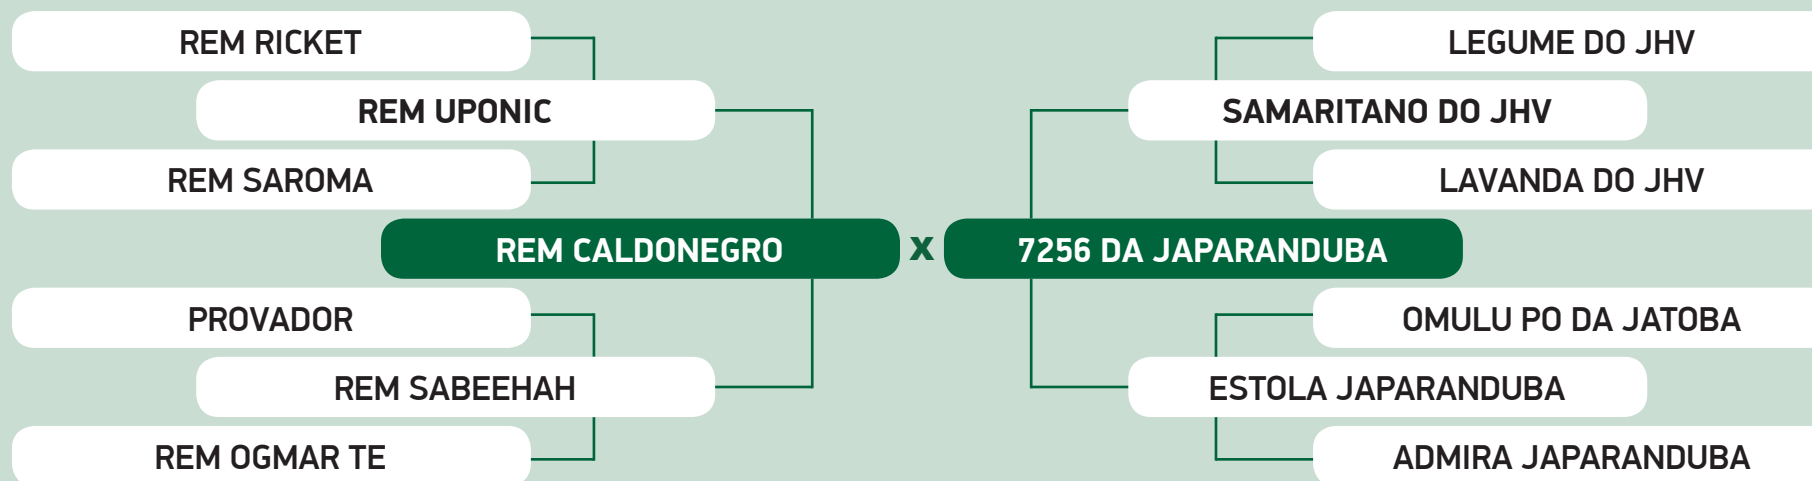 REM RICKET
LEGUME DO JHV
REM UPONIC
SAMARITANO DO JHV
REM SAROMA
LAVANDA DO JHV
REM CALDONEGRO x 7256 DA JAPARANDUBA
PROVADOR
OMULU PO DA JATOBA
REM SABEEHAH
ESTOLA JAPARANDUBA
REM OGMAR TE
ADMIRA JAPARANDUBA